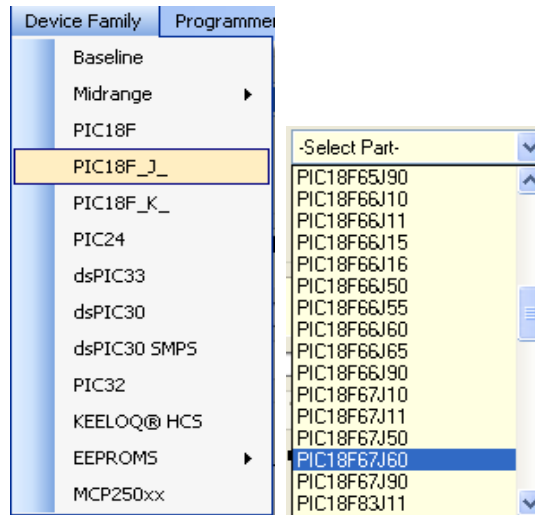 Device Family
Programme
Baseline
Midrange
PIC18F
PIC18F_J_
PIC18F_K_
PIC24
dsPIC33
dsPIC30
dsPIC30 SMPS
PIC32
KEELOQ® HCS
EEPROMS
MCP250xx
-Select Part-
PIC18F65J90
PIC18F66J10
PIC18F66J11
PIC18F66J15
PIC18F66J16
PIC18F66J50
PIC18F66J55
PIC18F66J60
PIC18F66J65
PIC18F66J90
PIC18F67J10
PIC18F67J11
PIC18F67J50
PIC18F67J60
PIC18F67J90
PIC18F83J11